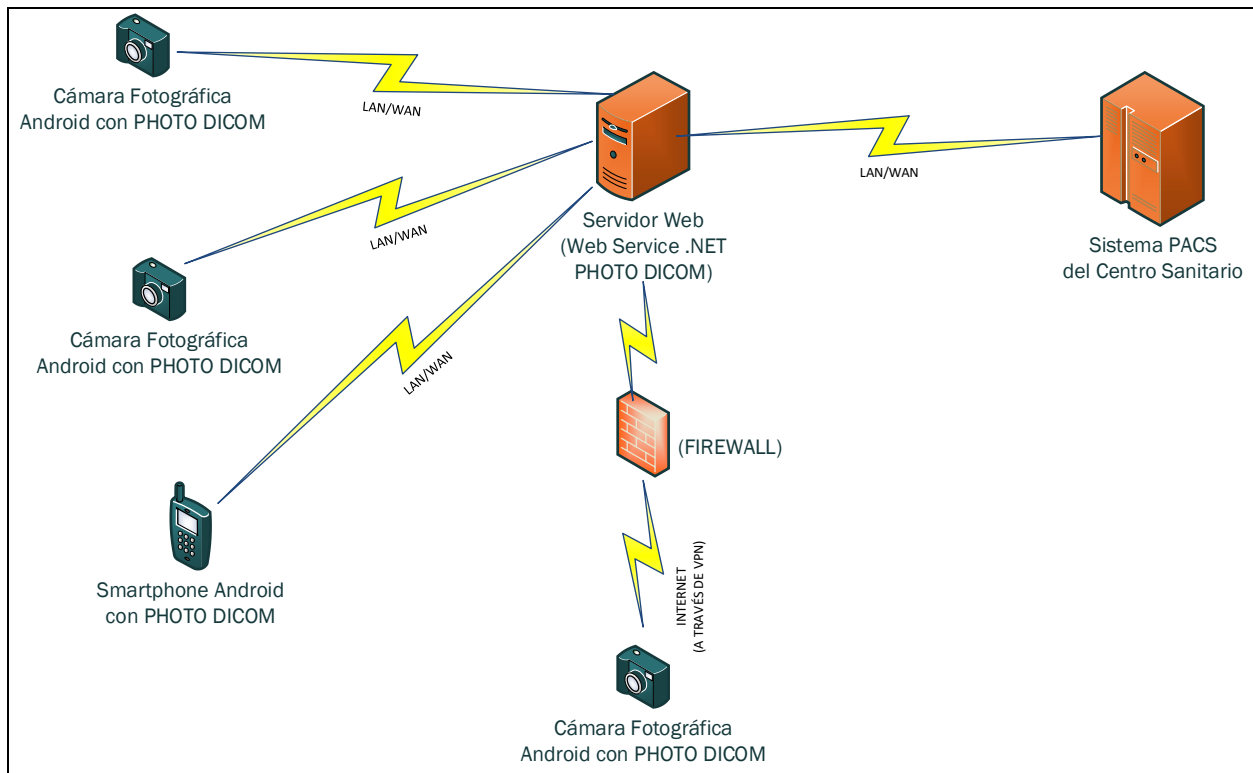 Cámara Fotográfica
Android con PHOTO DICOM
LAN/WAN
LAN/WAN
Servidor Web
(Web Service .NET
PHOTO DICOM)
Sistema PACS
del Centro Sanitario
LAN/WAN
Cámara Fotográfica
Android con PHOTO DICOM
LAN/WAN
(FIREWALL)
Smartphone Android
con PHOTO DICOM
INTERNET
(A TRAVÉS DE VPN)
Cámara Fotográfica
Android con PHOTO DICOM